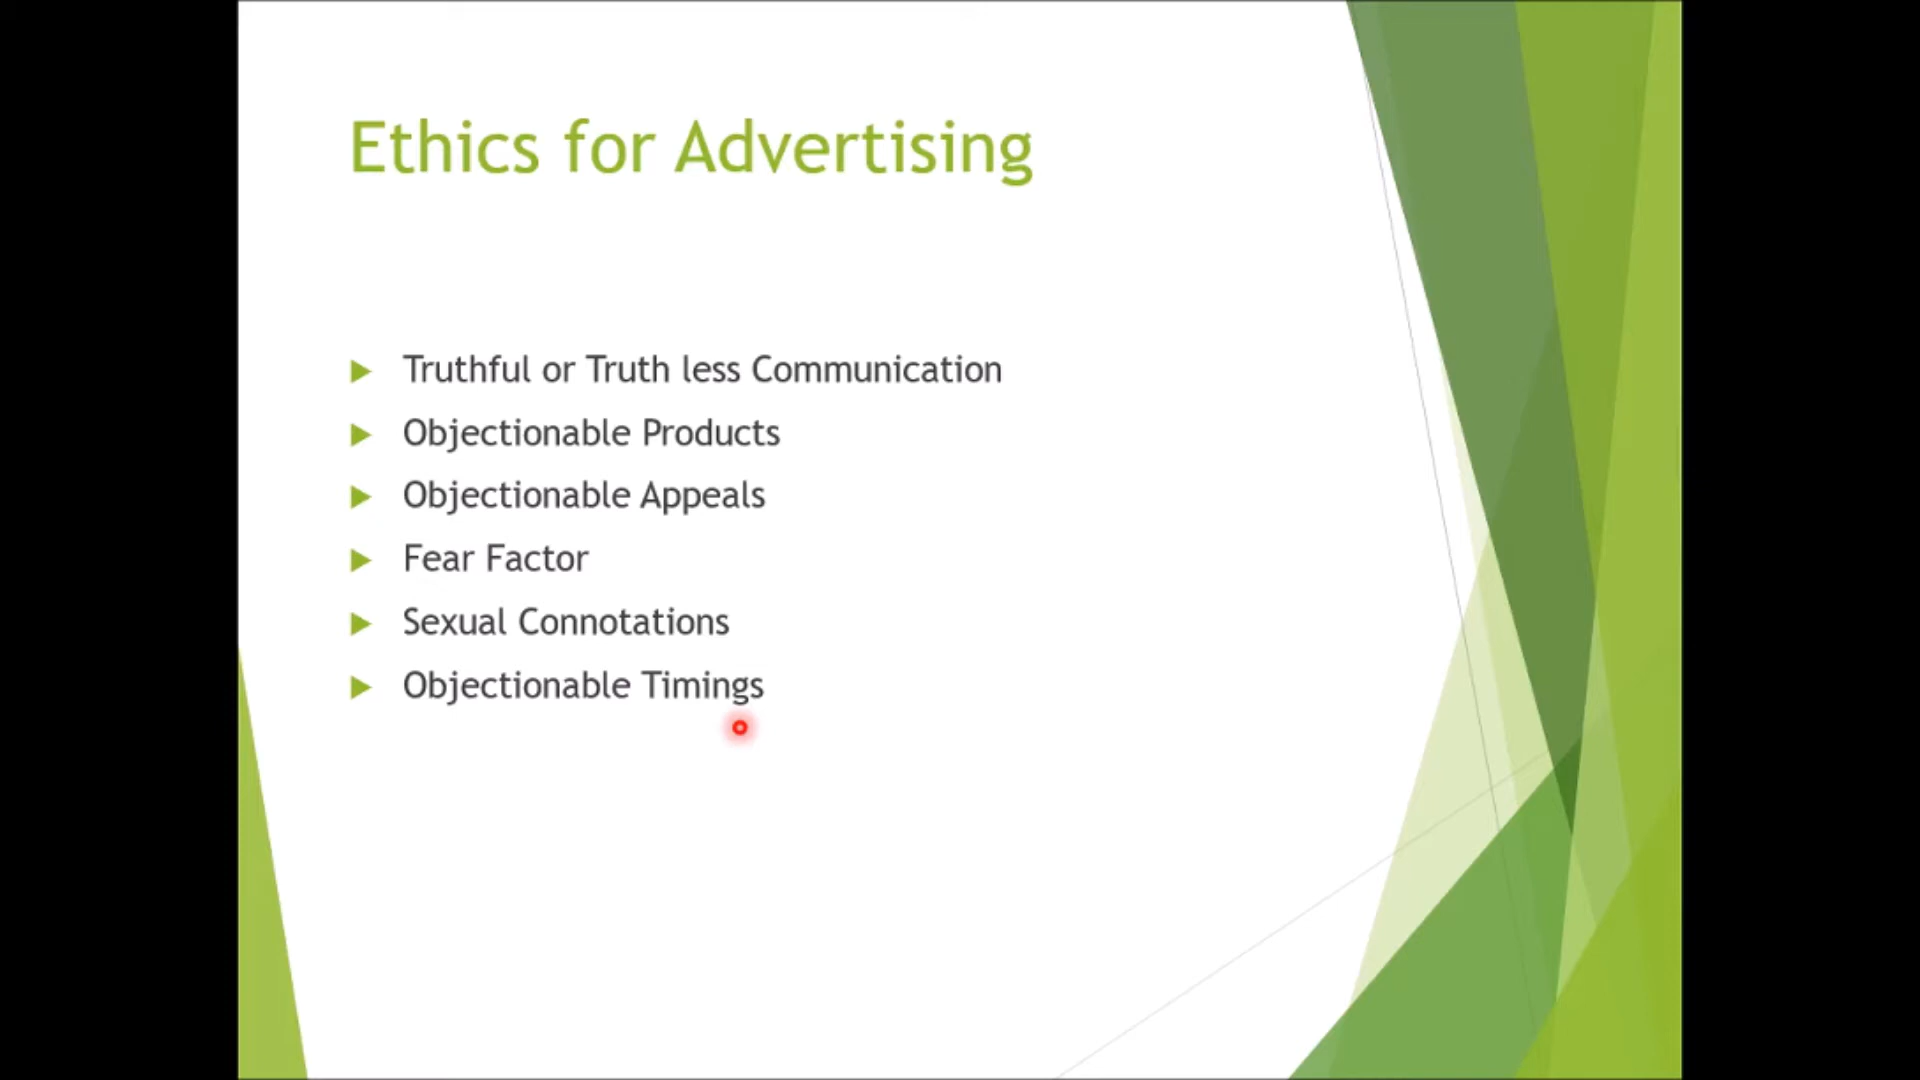 Ethics for Advertising
Truthful or Truth less Communication
Objectionable Products
Objectionable Appeals
Fear Factor
Sexual Connotations
Objectionable Timings